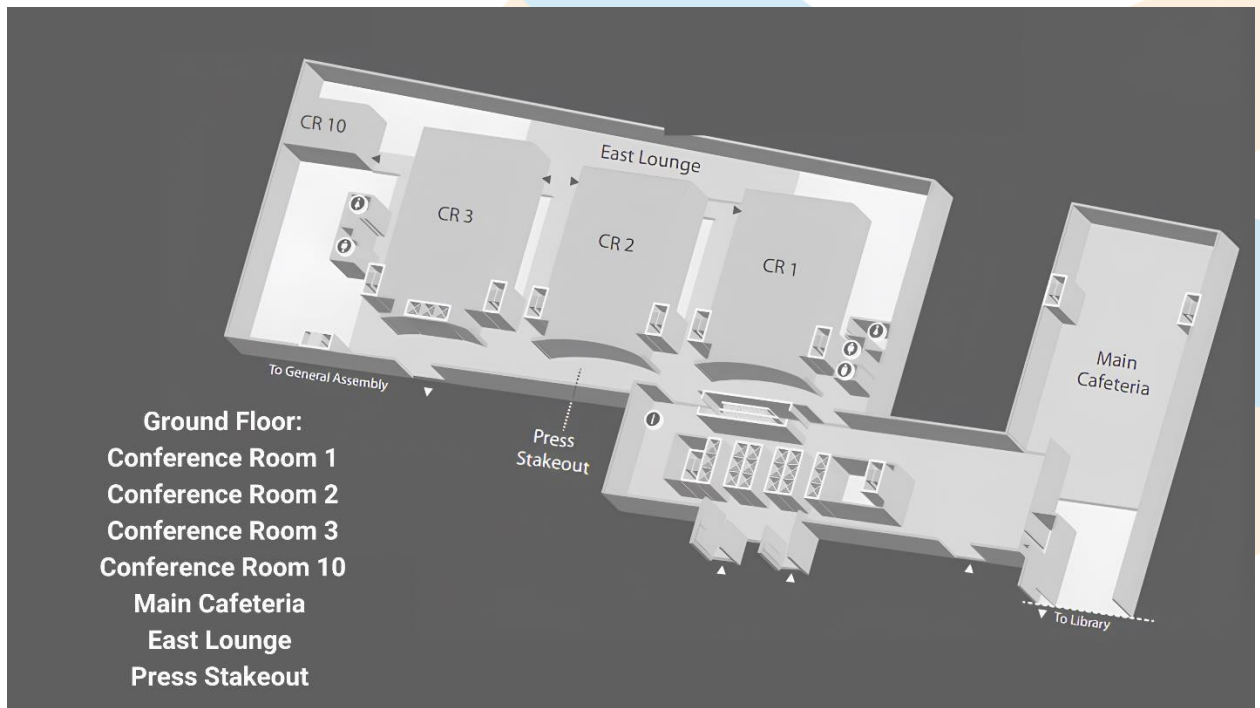 CR 10
East Lounge
CR 3
CR 2
CR 1
Main
Cafeteria
To General Assembly
Press
Stakeout
To Library
Ground Floor:
Conference Room 1
Conference Room 2
Conference Room 3
Conference Room 10
Main Cafeteria
East Lounge
Press Stakeout